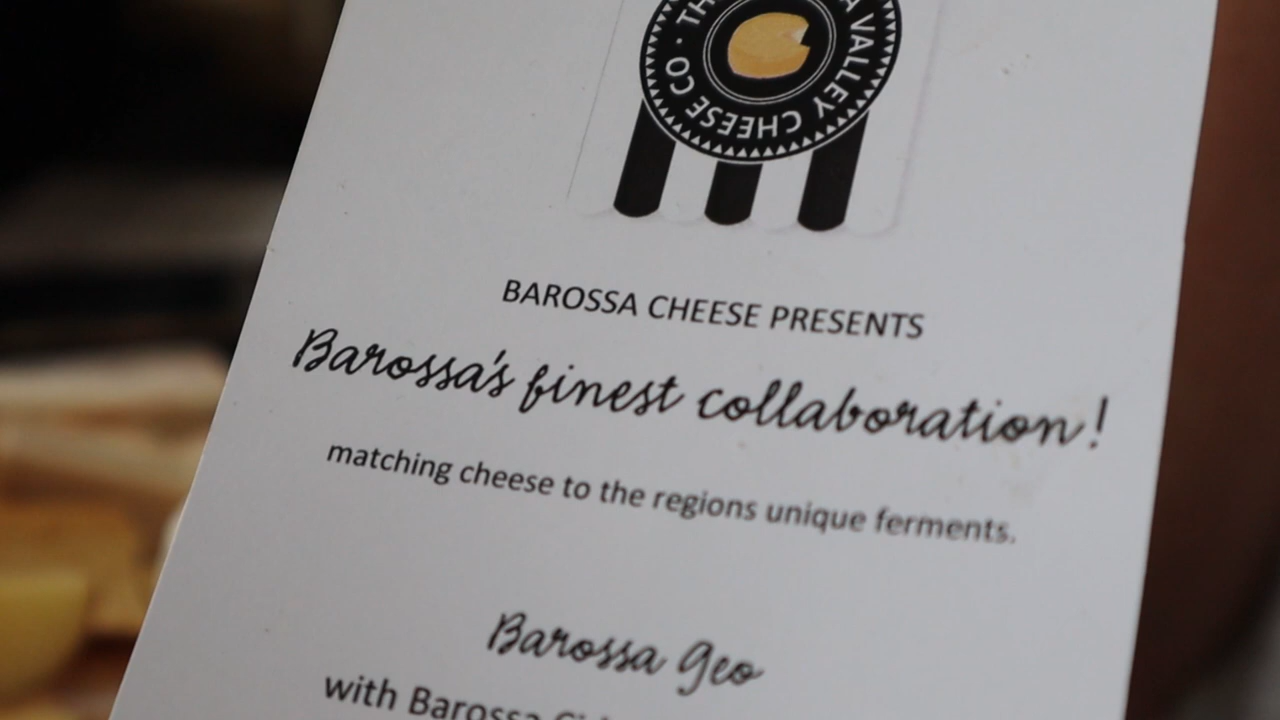 TH A VALLEY CHEESE CO ·
BAROSSA CHEESE PRESENTS
Barossa's finest collaboration!
matching cheese to the regions unique ferments.
Barossa Geo
with Barossa